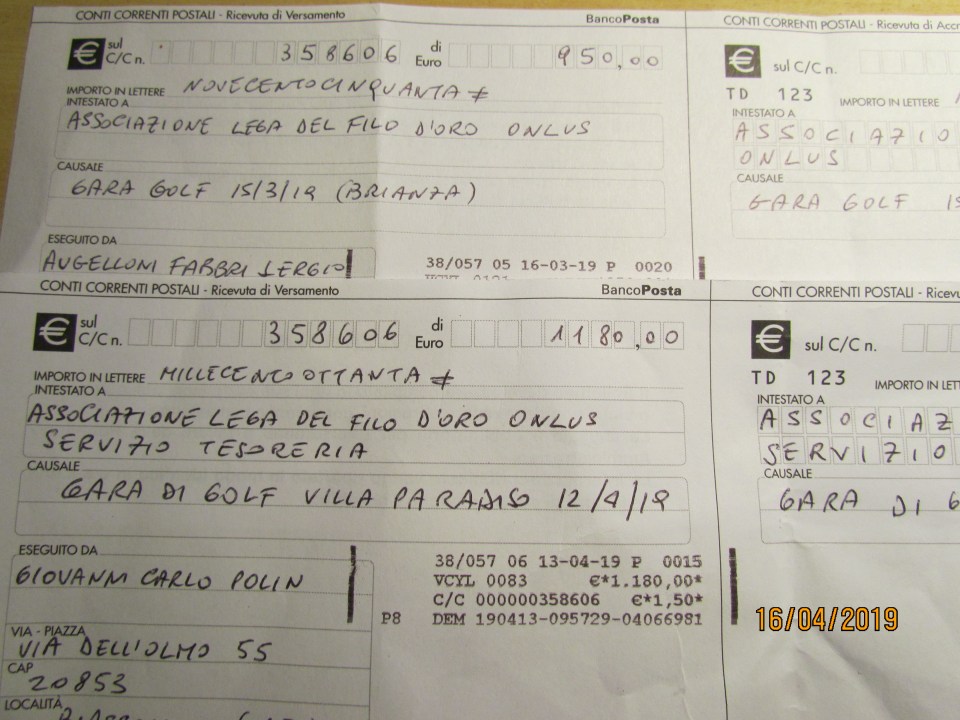 CONTI CORRENTI POSTALI - Ricevuta di Versamento
BancoPosta
€ sul C/C n. 358606 di Euro 950,00
IMPORTO IN LETTERE NOVECENTOCINQUANTA ≠
INTESTATO A
ASSOCIAZIONE LEGA DEL FILO D'ORO ONLUS
CAUSALE
GARA GOLF 15/3/19 (BRIANZA)
ESEGUITO DA
AUGELLONI FABBRI SERGIO
38/057 05 16-03-19 P 0020
CONTI CORRENTI POSTALI - Ricevuta di Accr
€ sul C/C n.
TD 123 IMPORTO IN LETTERE
INTESTATO A
ASSOCIAZIO
ONLUS
CAUSALE
GARA GOLF 15
CONTI CORRENTI POSTALI - Ricevuta di Versamento
BancoPosta
€ sul C/C n. 358606 di Euro 1180,00
IMPORTO IN LETTERE MILLECENTOOTTANTA ≠
INTESTATO A
ASSOCIAZIONE LEGA DEL FILO D'ORO ONLUS
SERVIZIO TESORERIA
CAUSALE
GARA DI GOLF VILLA PARADISO 12/4/19
ESEGUITO DA
GIOVANNI CARLO POLIN
VIA - PIAZZA
VIA DELL'OLMO 55
CAP
20853
LOCALITÀ
38/057 06 13-04-19 P 0015
VCYL 0083 €*1.180,00*
C/C 000000358606 €*1,50*
P8 DEM 190413-095729-04066981
CONTI CORRENTI POSTALI - Ricevu
€ sul C/C n.
TD 123 IMPORTO IN LETT
INTESTATO A
ASSOCIAZ
SERVIZIO
CAUSALE
GARA DI G
16/04/2019